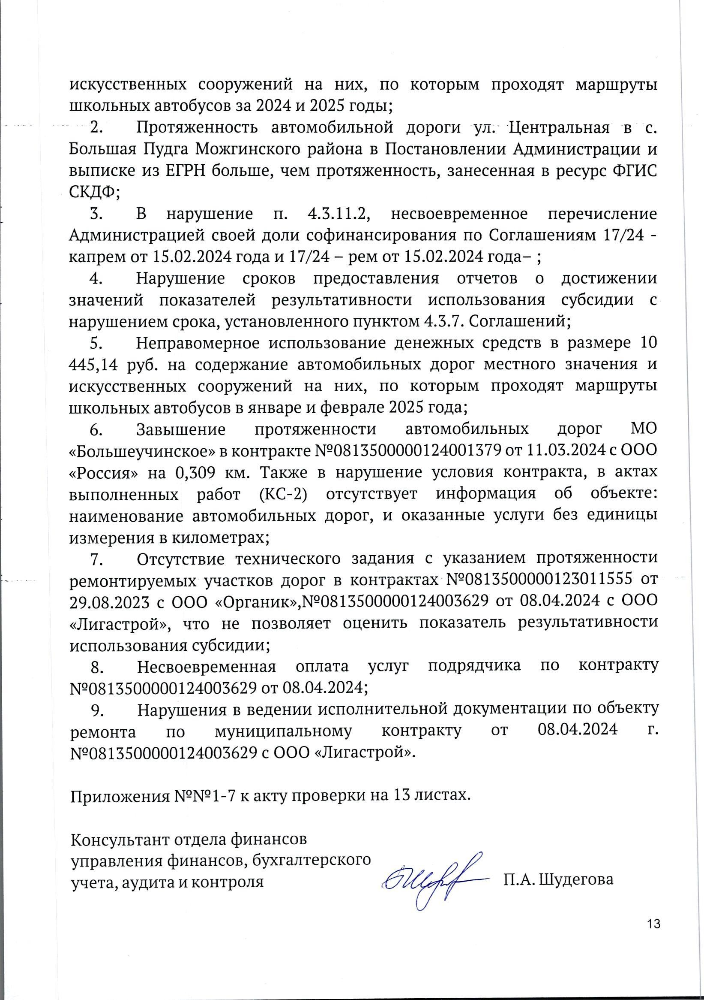 искусственных сооружений на них, по которым проходят маршруты
школьных автобусов за 2024 и 2025 годы;
2. Протяженность автомобильной дороги ул. Центральная в с.
Большая Пудга Можгинского района в Постановлении Администрации и
выписке из ЕГРН больше, чем протяженность, занесенная в ресурс ФГИС
СКДФ;
3. В нарушение п. 4.3.11.2, несвоевременное перечисление
Администрацией своей доли софинансирования по Соглашениям 17/24 -
капрем от 15.02.2024 года и 17/24 – рем от 15.02.2024 года– ;
4. Нарушение сроков предоставления отчетов о достижении
значений показателей результативности использования субсидии с
нарушением срока, установленного пунктом 4.3.7. Соглашений;
5. Неправомерное использование денежных средств в размере 10
445,14 руб. на содержание автомобильных дорог местного значения и
искусственных сооружений на них, по которым проходят маршруты
школьных автобусов в январе и феврале 2025 года;
6. Завышение протяженности автомобильных дорог МО
«Большеучинское» в контракте №0813500000124001379 от 11.03.2024 с ООО
«Россия» на 0,309 км. Также в нарушение условия контракта, в актах
выполненных работ (КС-2) отсутствует информация об объекте:
наименование автомобильных дорог, и оказанные услуги без единицы
измерения в километрах;
7. Отсутствие технического задания с указанием протяженности
ремонтируемых участков дорог в контрактах №0813500000123011555 от
29.08.2023 с ООО «Органик»,№0813500000124003629 от 08.04.2024 с ООО
«Лигастрой», что не позволяет оценить показатель результативности
использования субсидии;
8. Несвоевременная оплата услуг подрядчика по контракту
№0813500000124003629 от 08.04.2024;
9. Нарушения в ведении исполнительной документации по объекту
ремонта по муниципальному контракту от 08.04.2024 г.
№0813500000124003629 с ООО «Лигастрой».
Приложения №№1-7 к акту проверки на 13 листах.
Консультант отдела финансов
управления финансов, бухгалтерского
учета, аудита и контроля П.А. Шудегова
13